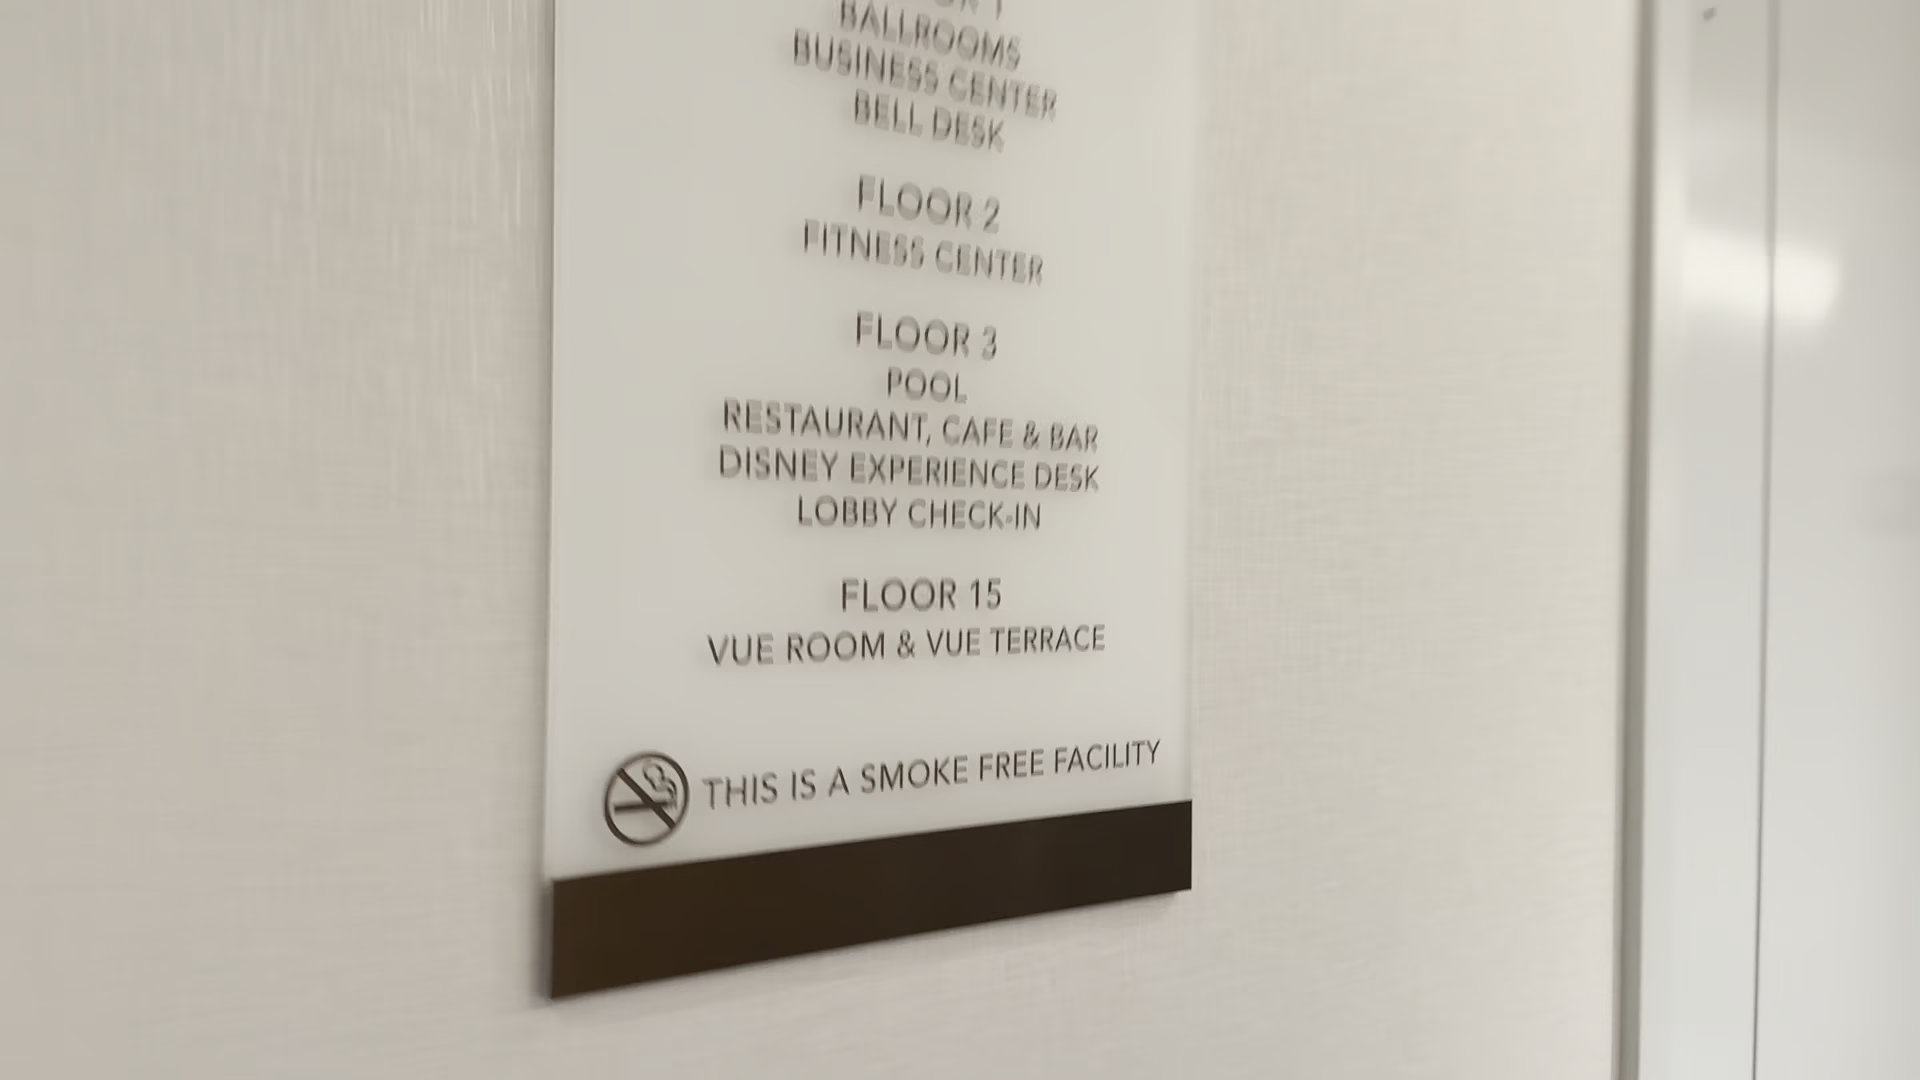 BALLROOMS
BUSINESS CENTER
BELL DESK
FLOOR 2
FITNESS CENTER
FLOOR 3
POOL
RESTAURANT, CAFE & BAR
DISNEY EXPERIENCE DESK
LOBBY CHECK-IN
FLOOR 15
VUE ROOM & VUE TERRACE
THIS IS A SMOKE FREE FACILITY